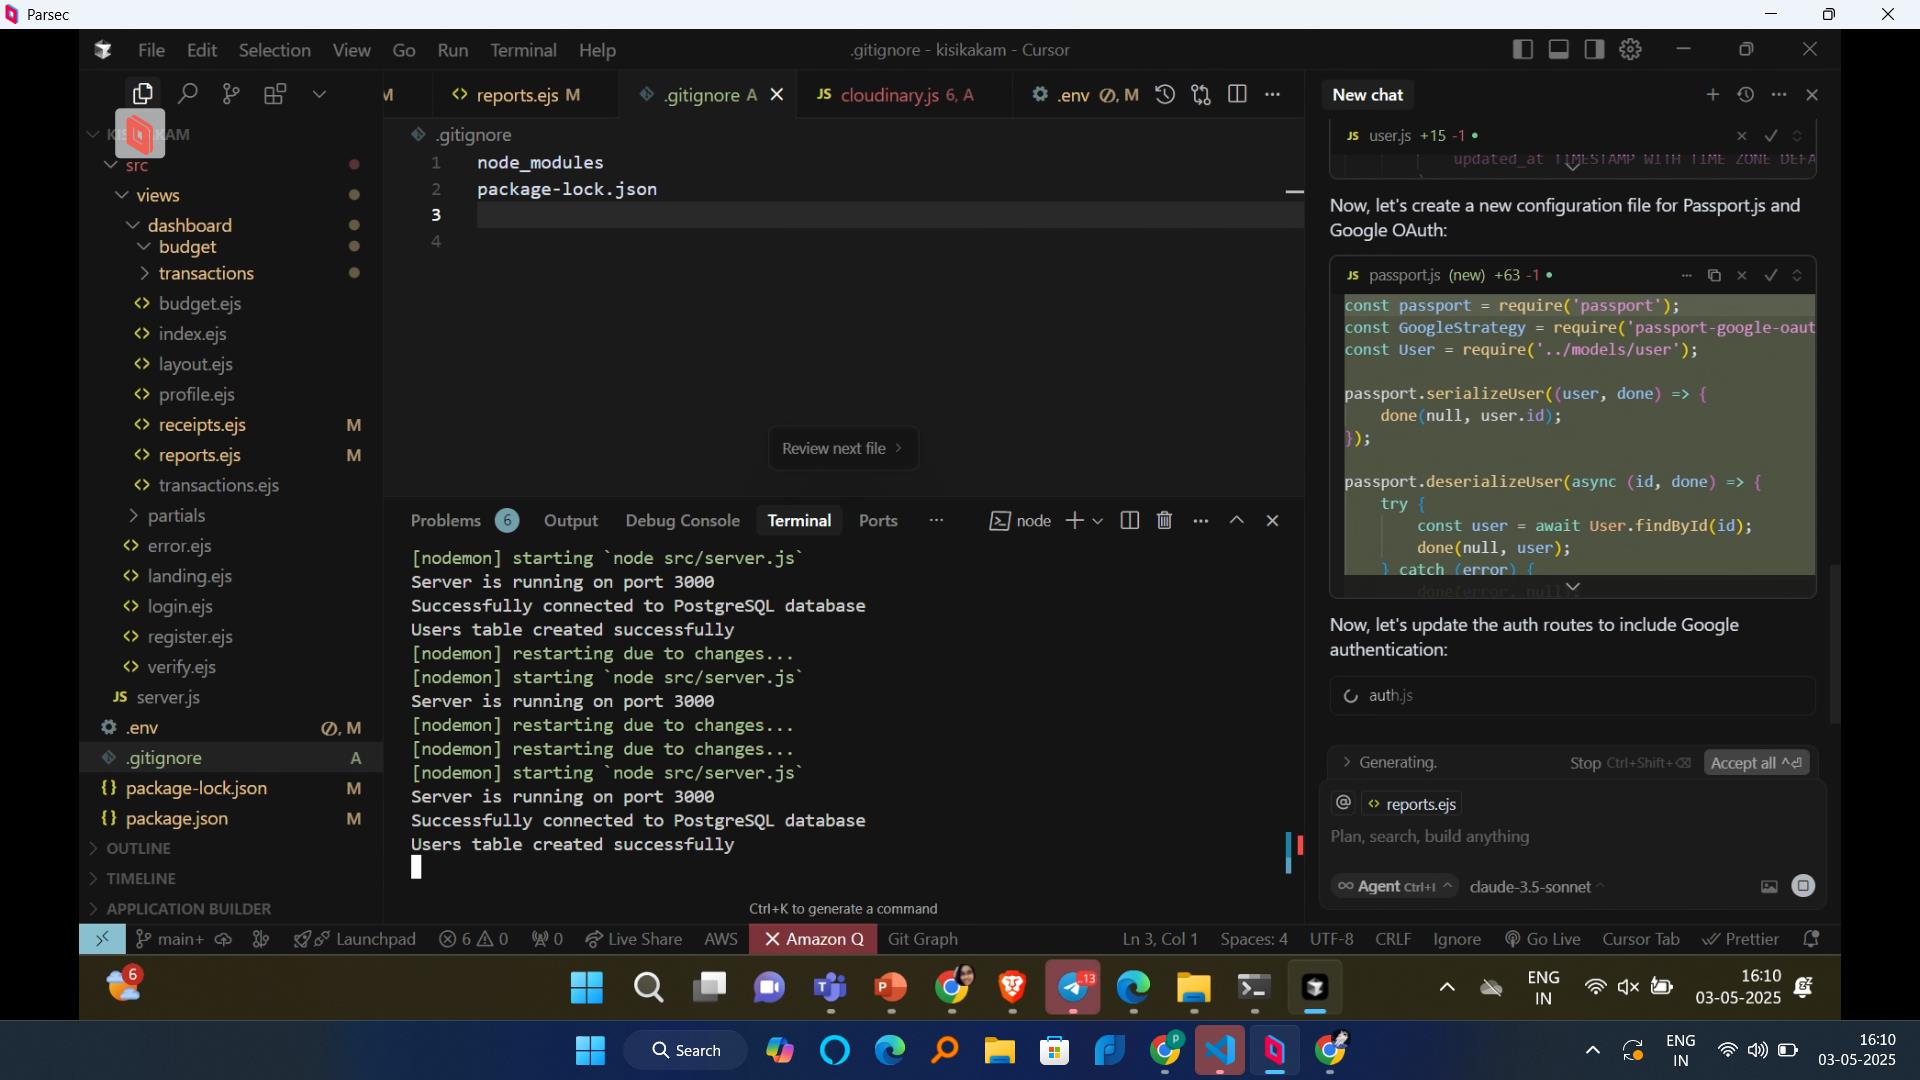 Parsec
File Edit Selection View Go Run Terminal Help
.gitignore - kisikakam - Cursor
M
reports.ejs M
.gitignore A
JS cloudinary.js 6, A
.env M
New chat
AM
src
views
dashboard
budget
transactions
budget.ejs
index.ejs
layout.ejs
profile.ejs
receipts.ejs M
reports.ejs M
transactions.ejs
partials
error.ejs
landing.ejs
login.ejs
register.ejs
verify.ejs
JS server.js
.env , M
.gitignore A
{} package-lock.json M
{} package.json M
OUTLINE
TIMELINE
APPLICATION BUILDER
.gitignore
1 node_modules
2 package-lock.json
3
4
Review next file >
Problems 6 Output Debug Console Terminal Ports ... node
[nodemon] starting `node src/server.js`
Server is running on port 3000
Successfully connected to PostgreSQL database
Users table created successfully
[nodemon] restarting due to changes...
[nodemon] starting `node src/server.js`
Server is running on port 3000
[nodemon] restarting due to changes...
[nodemon] restarting due to changes...
[nodemon] starting `node src/server.js`
Server is running on port 3000
Successfully connected to PostgreSQL database
Users table created successfully
Ctrl+K to generate a command
JS user.js +15 -1
updated_at TIMESTAMP WITH TIME ZONE DEFA
Now, let's create a new configuration file for Passport.js and
Google OAuth:
JS passport.js (new) +63 -1
const passport = require('passport');
const GoogleStrategy = require('passport-google-oaut
const User = require('../models/user');
passport.serializeUser((user, done) => {
done(null, user.id);
});
passport.deserializeUser(async (id, done) => {
try {
const user = await User.findById(id);
done(null, user);
} catch (error) {
done(error, null);
Now, let's update the auth routes to include Google
authentication:
auth.js
> Generating. Stop Ctrl+Shift+⌫ Accept all ^⏎
@ reports.ejs
Plan, search, build anything
∞ Agent Ctrl+I claude-3.5-sonnet
main+ Launchpad 6 0 0 Live Share AWS Amazon Q Git Graph Ln 3, Col 1 Spaces: 4 UTF-8 CRLF Ignore Go Live Cursor Tab Prettier
6
13
ENG
IN
16:10
03-05-2025
Search
P
ENG
IN
16:10
03-05-2025